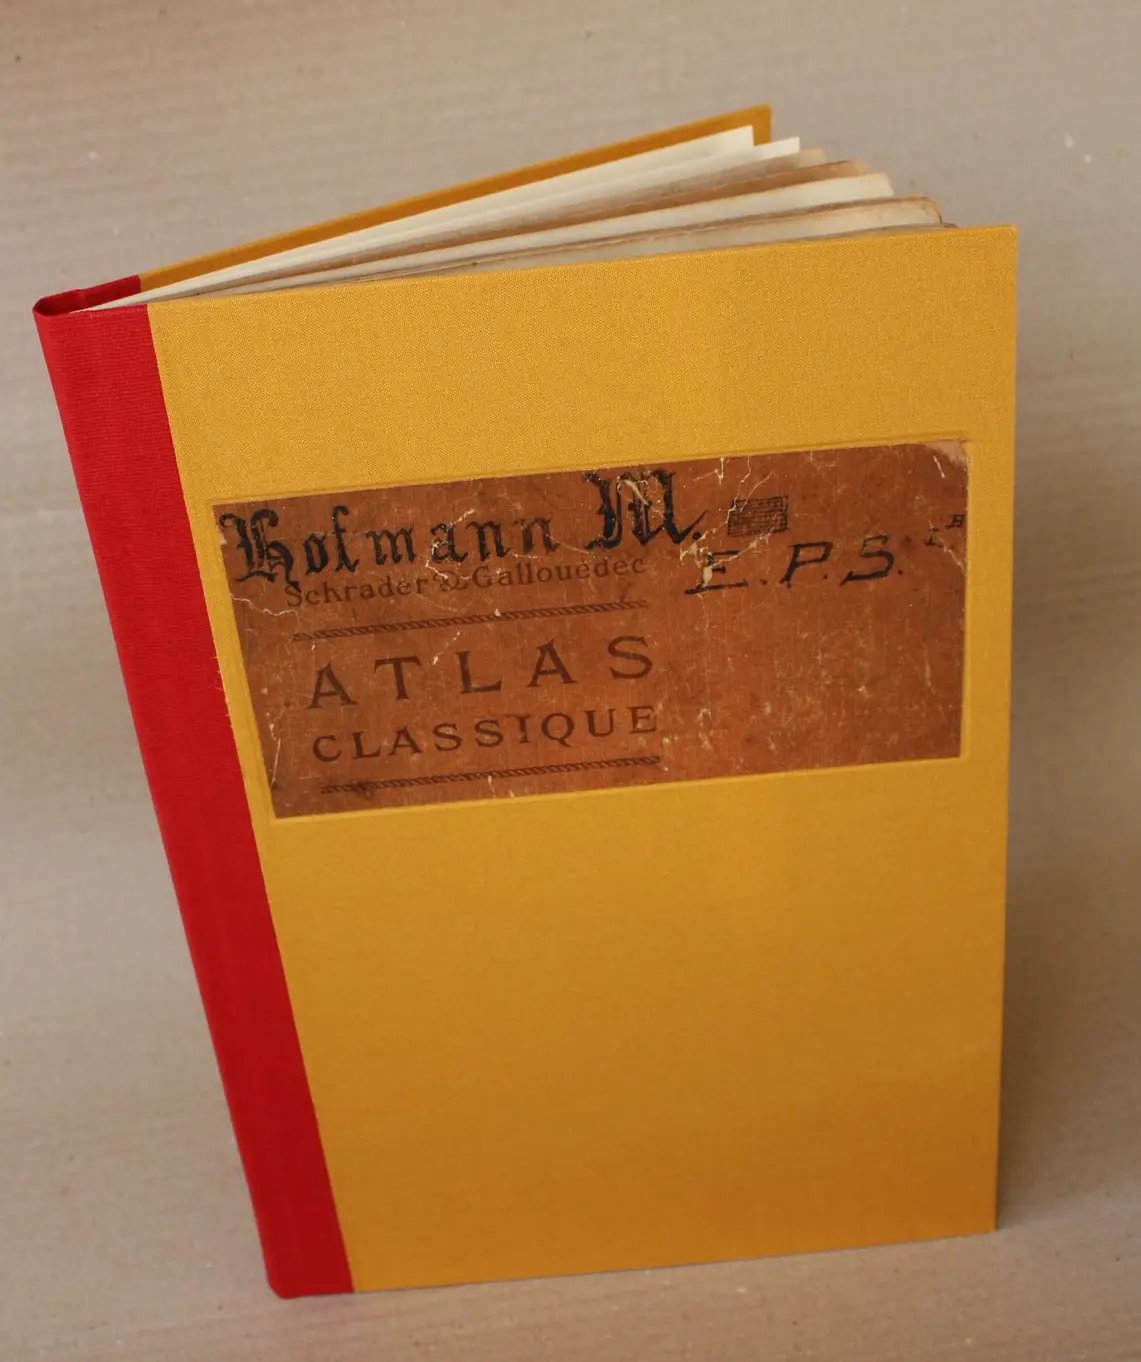 Hofmann M.
E.P.S.
Schrader & Gallouédec
ATLAS
CLASSIQUE